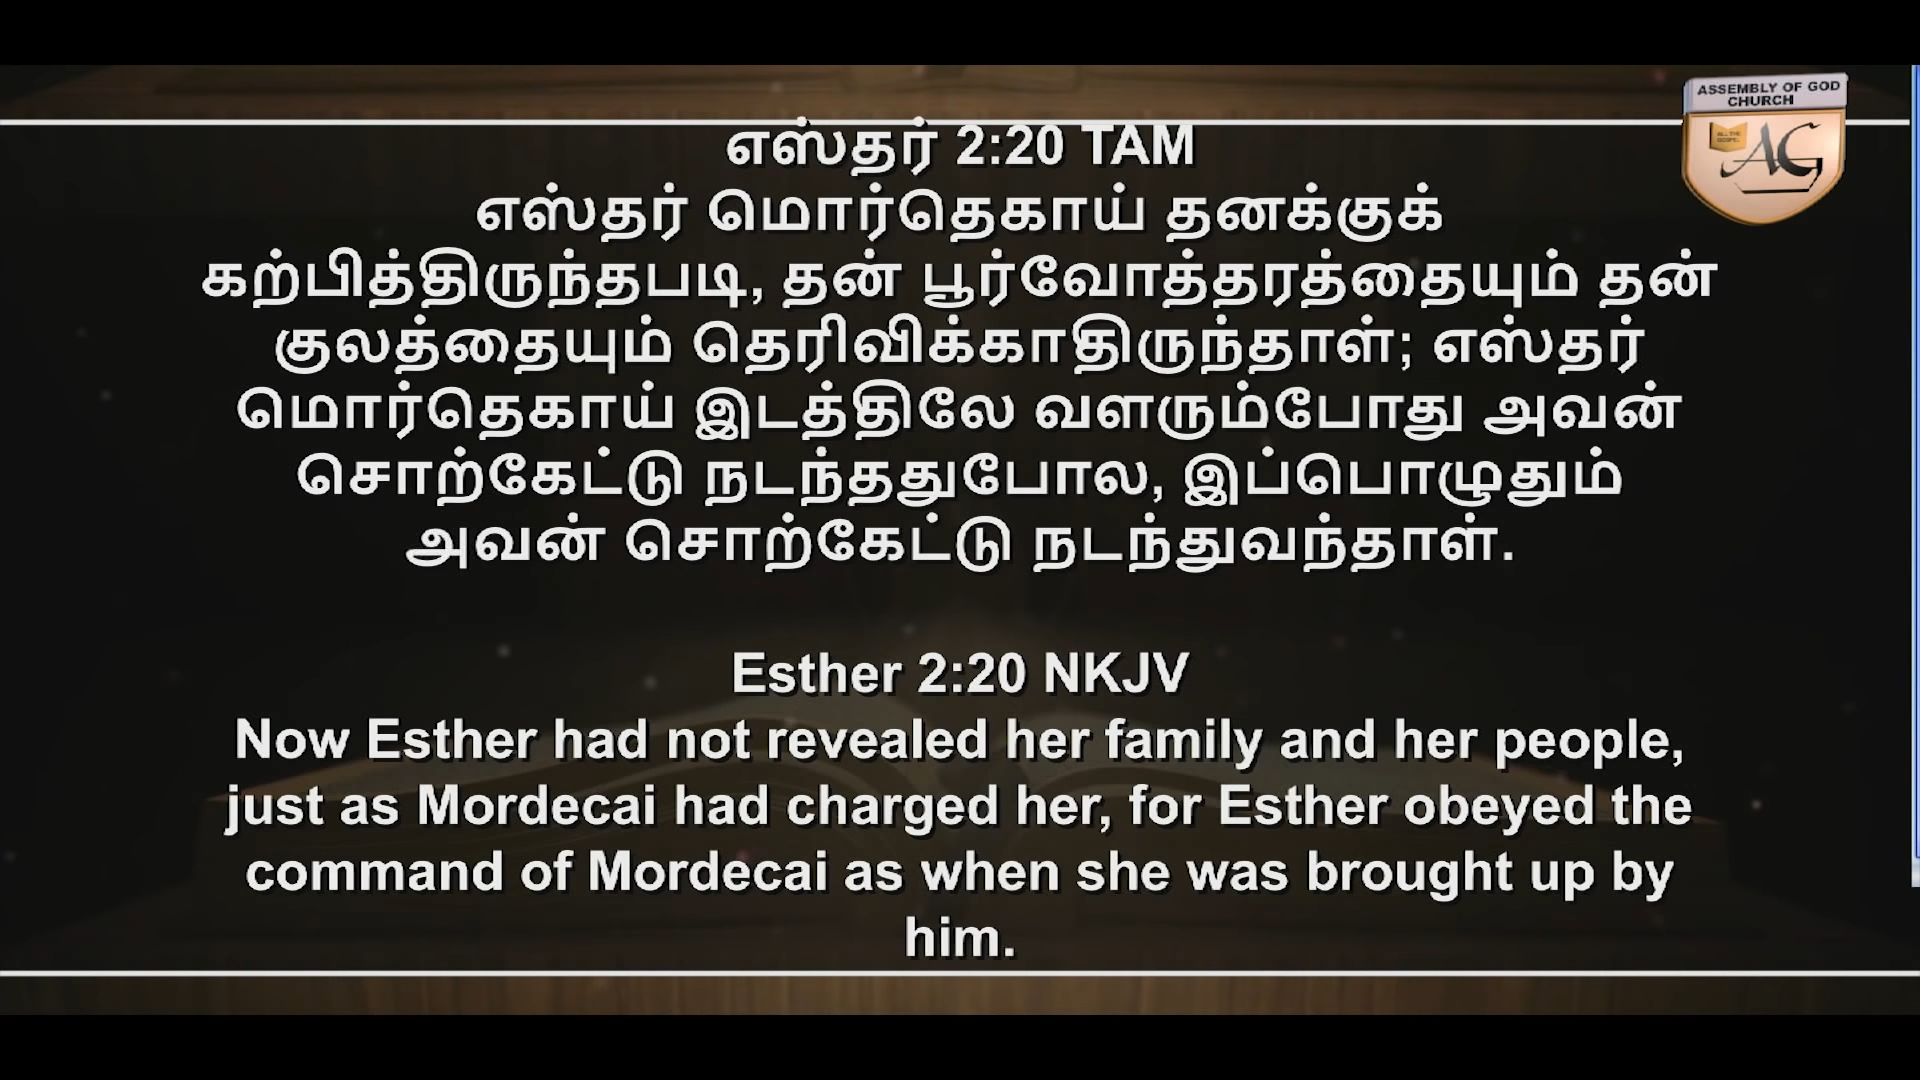 ASSEMBLY OF GOD
CHURCH
ALL THE
GOSPEL
AG
எஸ்தர் 2:20 TAM
எஸ்தர் மொர்தெகாய் தனக்குக்
கற்பித்திருந்தபடி, தன் பூர்வோத்தரத்தையும் தன்
குலத்தையும் தெரிவிக்காதிருந்தாள்; எஸ்தர்
மொர்தெகாய் இடத்திலே வளரும்போது அவன்
சொற்கேட்டு நடந்ததுபோல, இப்பொழுதும்
அவன் சொற்கேட்டு நடந்துவந்தாள்.
Esther 2:20 NKJV
Now Esther had not revealed her family and her people,
just as Mordecai had charged her, for Esther obeyed the
command of Mordecai as when she was brought up by
him.